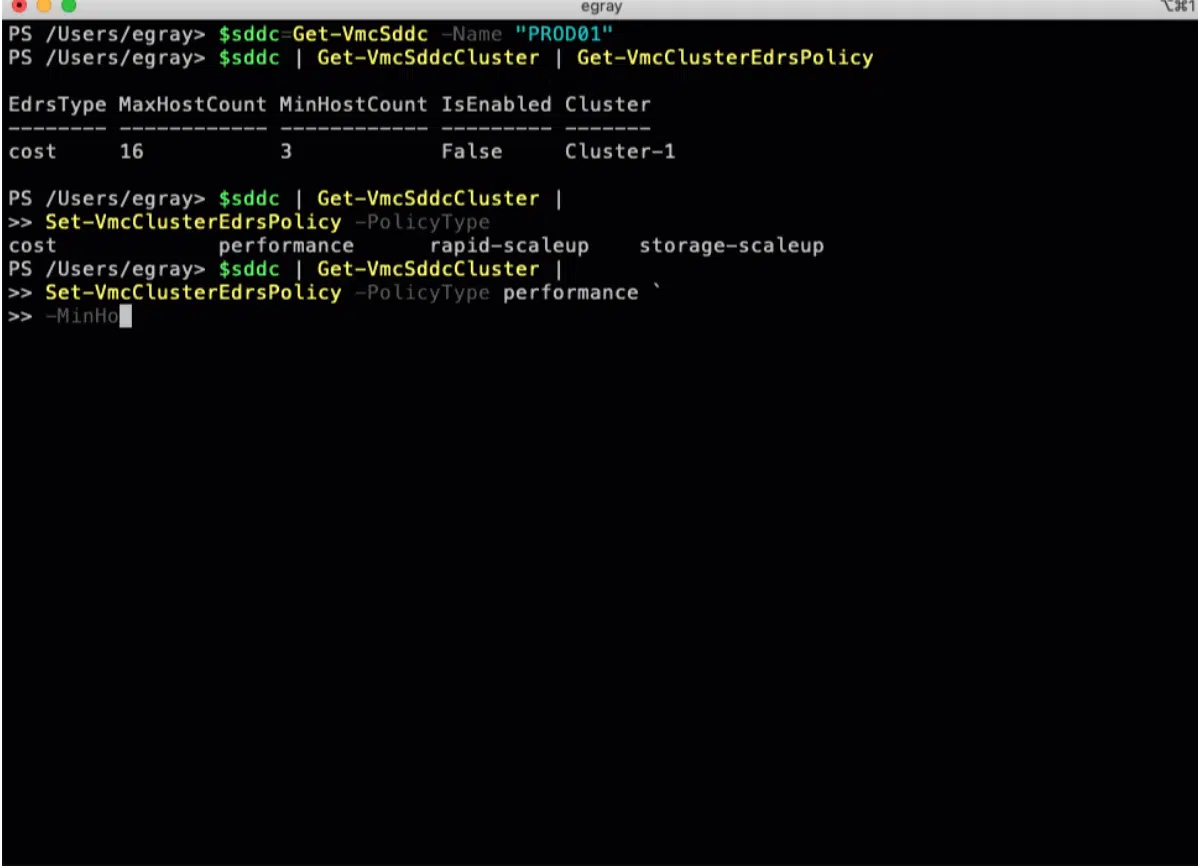 egray ⌥⌘1
PS /Users/egray> $sddc=Get-VmcSddc -Name "PROD01"
PS /Users/egray> $sddc | Get-VmcSddcCluster | Get-VmcClusterEdrsPolicy
EdrsType MaxHostCount MinHostCount IsEnabled Cluster
-------- ------------ ------------ --------- -------
cost     16           3            False     Cluster-1
PS /Users/egray> $sddc | Get-VmcSddcCluster |
>> Set-VmcClusterEdrsPolicy -PolicyType
cost             performance      rapid-scaleup    storage-scaleup
PS /Users/egray> $sddc | Get-VmcSddcCluster |
>> Set-VmcClusterEdrsPolicy -PolicyType performance `
>> -MinHo